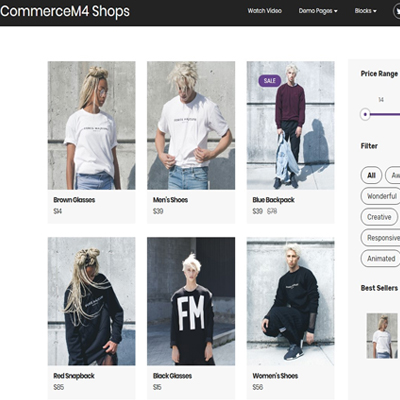 CommerceM4 Shops
Watch Video
Demo Pages
Blocks
SALE
Brown Glasses
$14
Men's Shoes
$39
Blue Backpack
$39 $78
FM
Red Snapback
$85
Black Glasses
$15
Women's Shoes
$56
Price Range
14
Filter
All
Aw
Wonderful
Creative
Responsive
Animated
Best Sellers